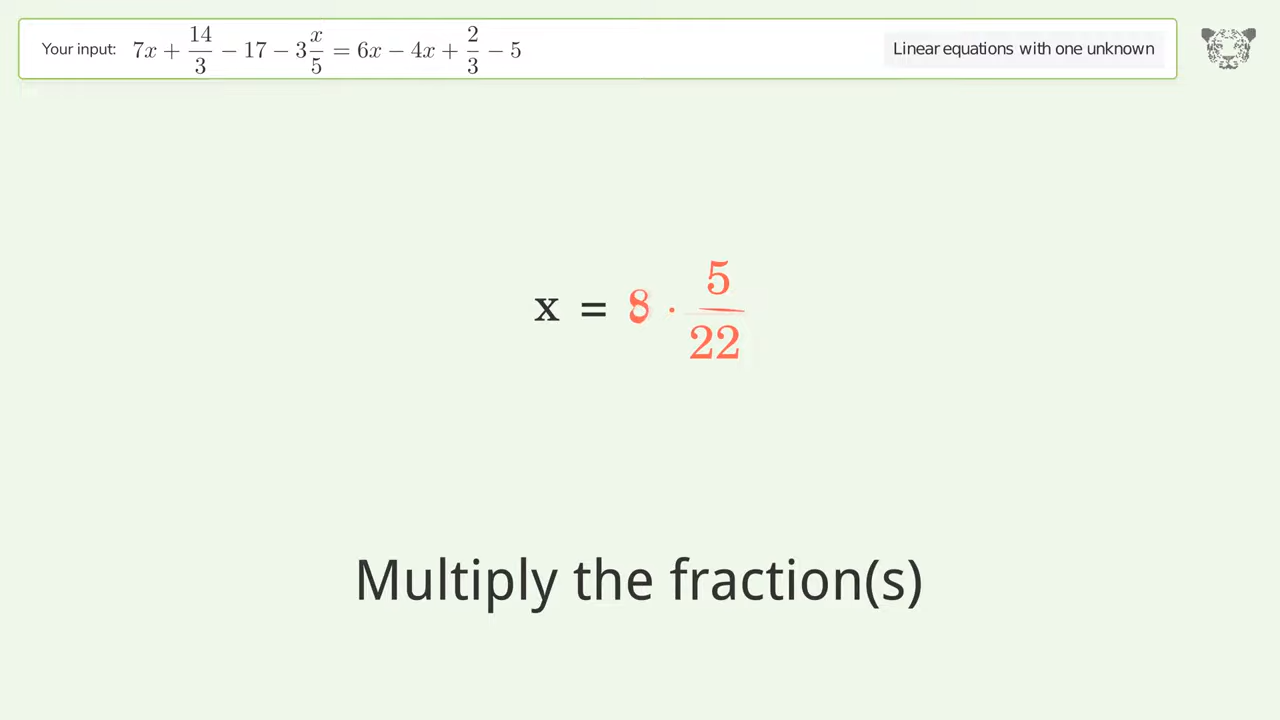 Your input: 7x + 14/3 − 17 − 3 x/5 = 6x − 4x + 2/3 − 5
Linear equations with one unknown
x = 8 · 5/22
Multiply the fraction(s)